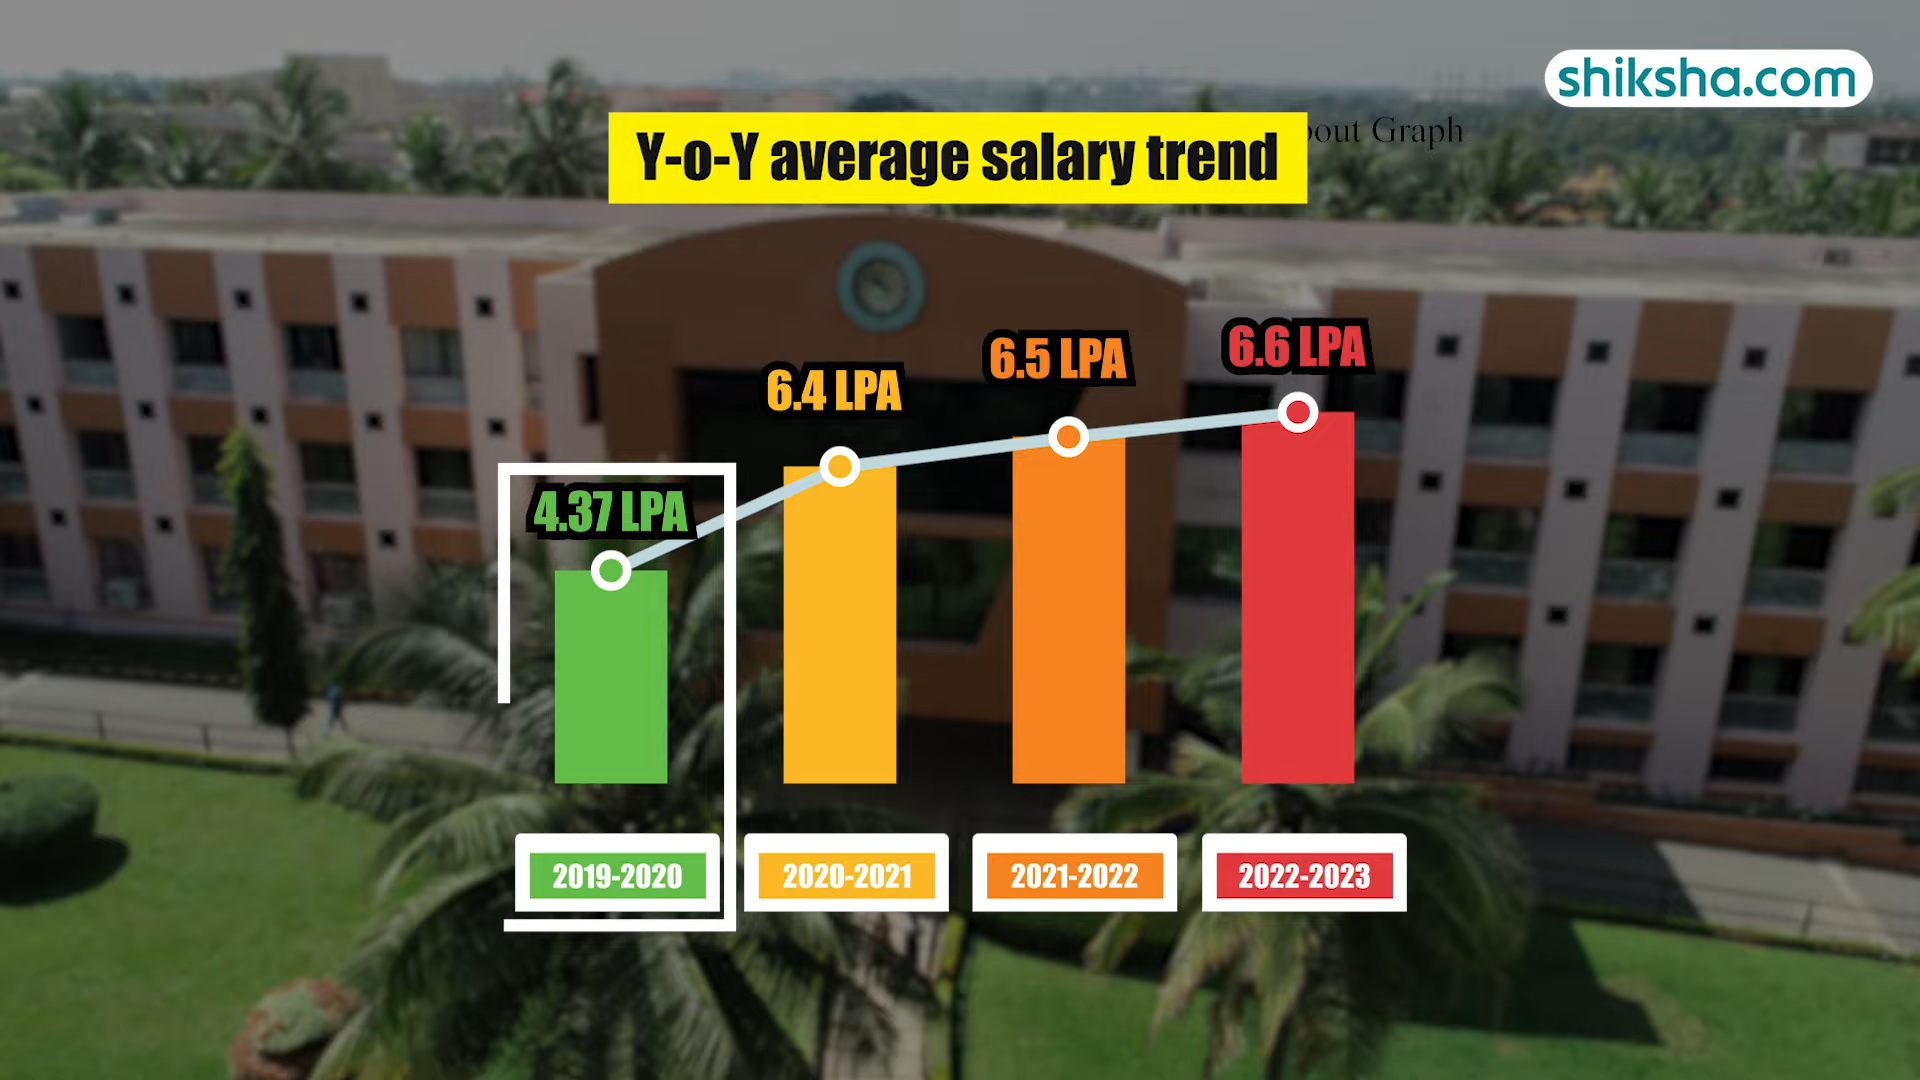 shiksha.com
Y-o-Y average salary trend
Graph
4.37 LPA
6.4 LPA
6.5 LPA
6.6 LPA
2019-2020
2020-2021
2021-2022
2022-2023